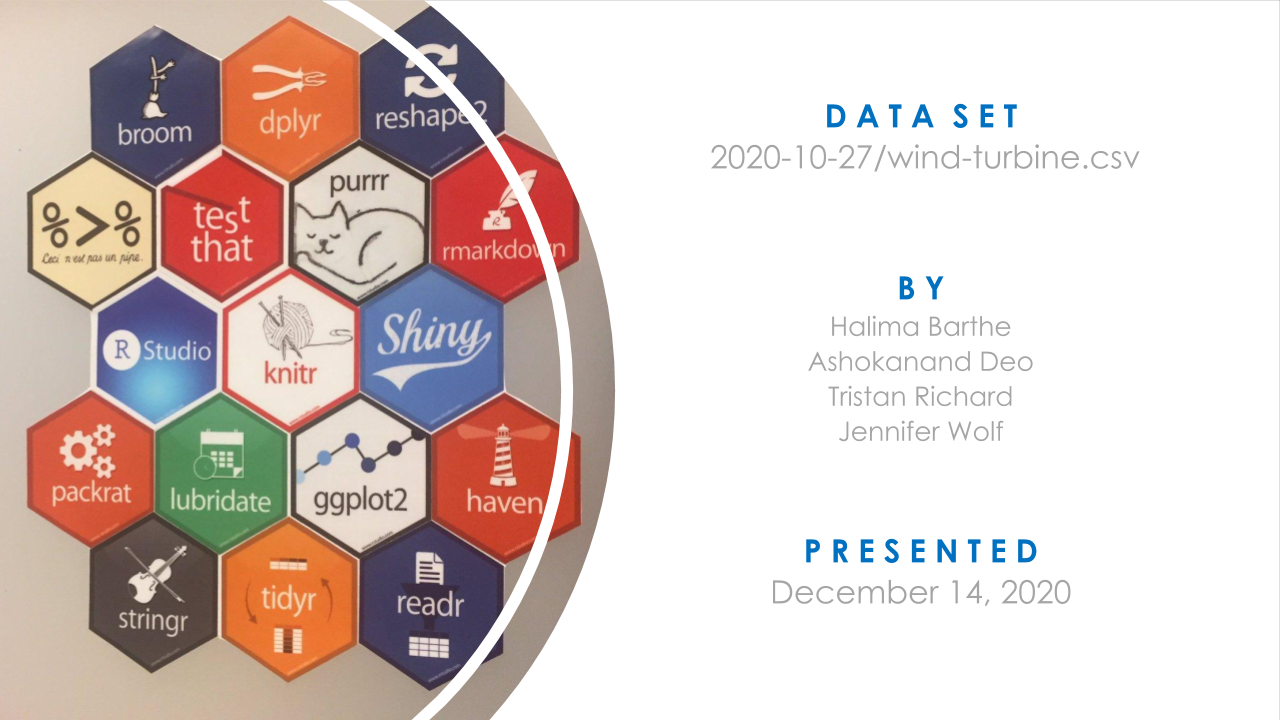 broom
dplyr
reshape2
%>%
Ceci n'est pas un pipe.
test
that
purrr
rmarkdown
R Studio
knitr
Shiny
packrat
lubridate
ggplot2
haven
stringr
tidyr
readr
DATA SET
2020-10-27/wind-turbine.csv
BY
Halima Barthe
Ashokanand Deo
Tristan Richard
Jennifer Wolf
PRESENTED
December 14, 2020